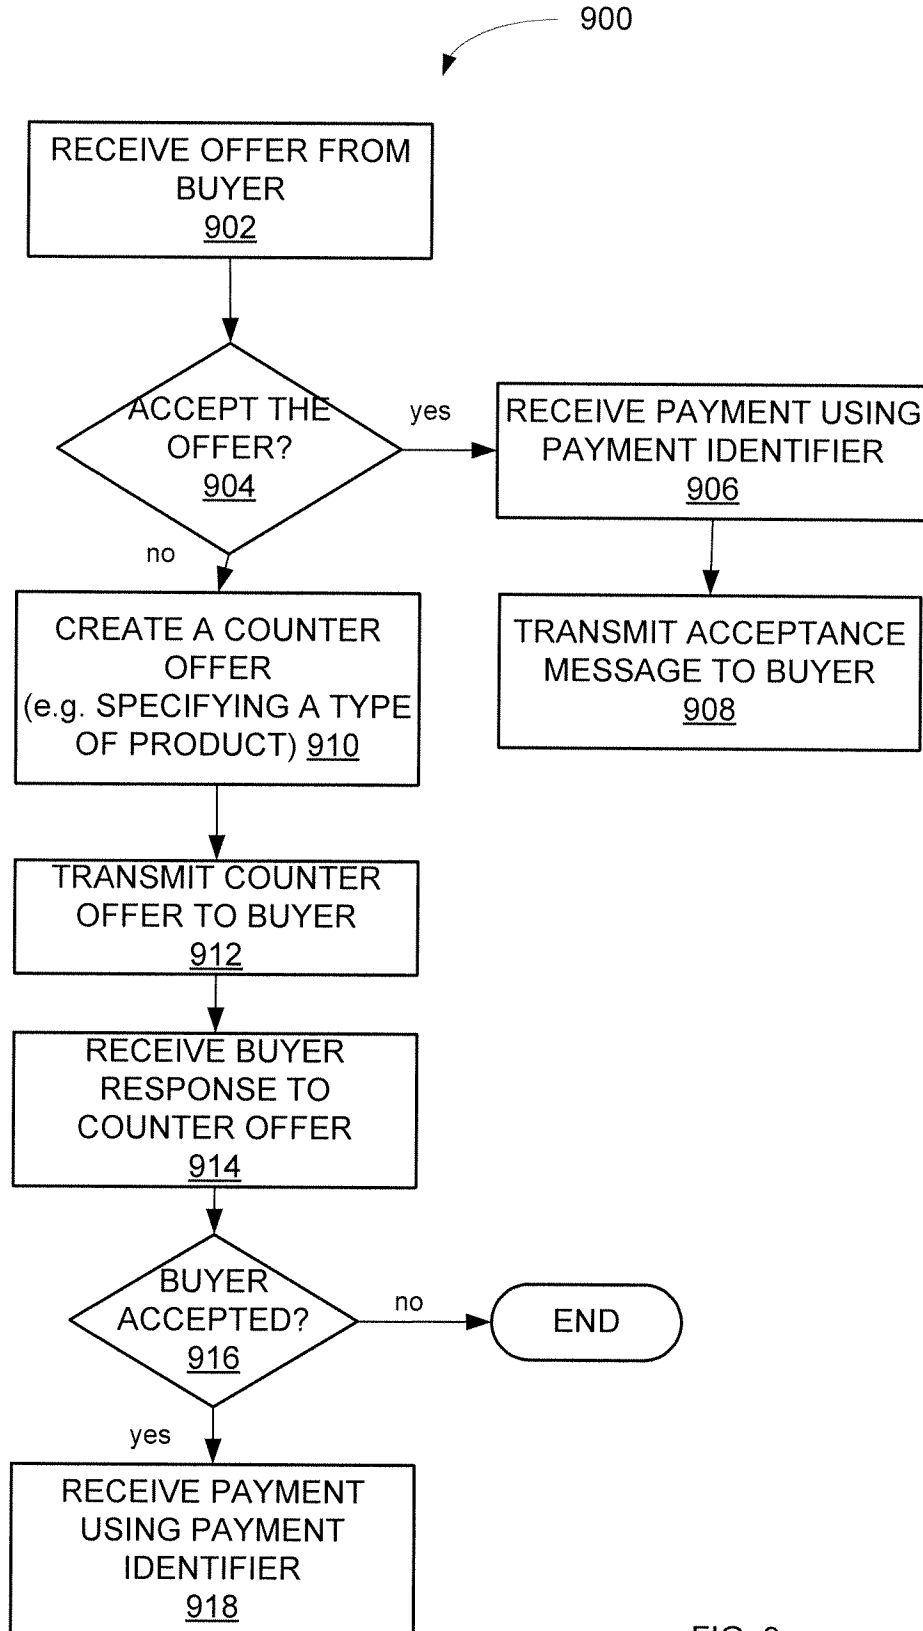 900
RECEIVE OFFER FROM
BUYER
902
ACCEPT THE
OFFER?
904
yes
RECEIVE PAYMENT USING
PAYMENT IDENTIFIER
906
no
TRANSMIT ACCEPTANCE
MESSAGE TO BUYER
908
CREATE A COUNTER
OFFER
(e.g. SPECIFYING A TYPE
OF PRODUCT) 910
TRANSMIT COUNTER
OFFER TO BUYER
912
RECEIVE BUYER
RESPONSE TO
COUNTER OFFER
914
BUYER
ACCEPTED?
916
no
END
yes
RECEIVE PAYMENT
USING PAYMENT
IDENTIFIER
918